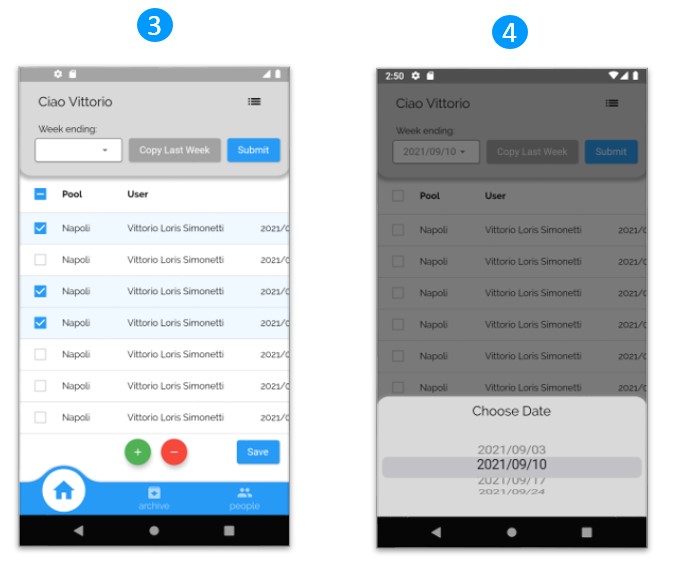 3
Ciao Vittorio
Week ending:
Copy Last Week
Submit
Pool User
Napoli Vittorio Loris Simonetti 2021/0
Napoli Vittorio Loris Simonetti 2021/0
Napoli Vittorio Loris Simonetti 2021/0
Napoli Vittorio Loris Simonetti 2021/0
Napoli Vittorio Loris Simonetti 2021/0
Napoli Vittorio Loris Simonetti 2021/0
Napoli Vittorio Loris Simonetti 2021/0
+ −
Save
archive
people
4
2:50
Ciao Vittorio
Week ending:
2021/09/10
Copy Last Week
Submit
Pool User
Napoli Vittorio Loris Simonetti 2021/0
Napoli Vittorio Loris Simonetti 2021/0
Napoli Vittorio Loris Simonetti 2021/0
Napoli Vittorio Loris Simonetti 2021/0
Napoli Vittorio Loris Simonetti 2021/0
Napoli Vittorio Loris Simonetti 2021/0
Choose Date
2021/09/03
2021/09/10
2021/09/17
2021/09/24